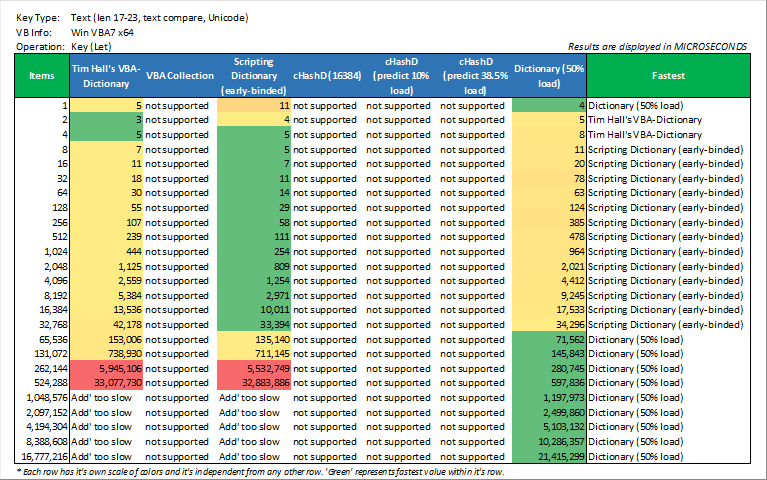 Key Type: Text (len 17-23, text compare, Unicode)
VB Info: Win VBA7 x64
Operation: Key (Let) Results are displayed in MICROSECONDS
Items Tim Hall's VBA-Dictionary VBA Collection Scripting Dictionary (early-binded) cHashD (16384) cHashD (predict 10% load) cHashD (predict 38.5% load) Dictionary (50% load) Fastest
1 5 not supported 11 not supported not supported not supported 4 Dictionary (50% load)
2 3 not supported 4 not supported not supported not supported 5 Tim Hall's VBA-Dictionary
4 5 not supported 5 not supported not supported not supported 8 Tim Hall's VBA-Dictionary
8 7 not supported 5 not supported not supported not supported 11 Scripting Dictionary (early-binded)
16 11 not supported 7 not supported not supported not supported 20 Scripting Dictionary (early-binded)
32 18 not supported 11 not supported not supported not supported 78 Scripting Dictionary (early-binded)
64 30 not supported 14 not supported not supported not supported 63 Scripting Dictionary (early-binded)
128 55 not supported 29 not supported not supported not supported 124 Scripting Dictionary (early-binded)
256 107 not supported 58 not supported not supported not supported 385 Scripting Dictionary (early-binded)
512 239 not supported 111 not supported not supported not supported 478 Scripting Dictionary (early-binded)
1,024 444 not supported 254 not supported not supported not supported 964 Scripting Dictionary (early-binded)
2,048 1,125 not supported 809 not supported not supported not supported 2,021 Scripting Dictionary (early-binded)
4,096 2,559 not supported 1,254 not supported not supported not supported 4,412 Scripting Dictionary (early-binded)
8,192 5,384 not supported 2,971 not supported not supported not supported 9,245 Scripting Dictionary (early-binded)
16,384 13,536 not supported 10,011 not supported not supported not supported 17,533 Scripting Dictionary (early-binded)
32,768 42,178 not supported 33,394 not supported not supported not supported 34,296 Scripting Dictionary (early-binded)
65,536 153,006 not supported 135,140 not supported not supported not supported 71,562 Dictionary (50% load)
131,072 738,930 not supported 711,145 not supported not supported not supported 145,843 Dictionary (50% load)
262,144 5,945,106 not supported 5,532,749 not supported not supported not supported 280,745 Dictionary (50% load)
524,288 33,077,730 not supported 32,883,886 not supported not supported not supported 597,836 Dictionary (50% load)
1,048,576 Add' too slow not supported Add' too slow not supported not supported not supported 1,197,973 Dictionary (50% load)
2,097,152 Add' too slow not supported Add' too slow not supported not supported not supported 2,499,860 Dictionary (50% load)
4,194,304 Add' too slow not supported Add' too slow not supported not supported not supported 5,103,132 Dictionary (50% load)
8,388,608 Add' too slow not supported Add' too slow not supported not supported not supported 10,286,357 Dictionary (50% load)
16,777,216 Add' too slow not supported Add' too slow not supported not supported not supported 21,415,299 Dictionary (50% load)
* Each row has it's own scale of colors and it's independent from any other row. 'Green' represents fastest value within it's row.